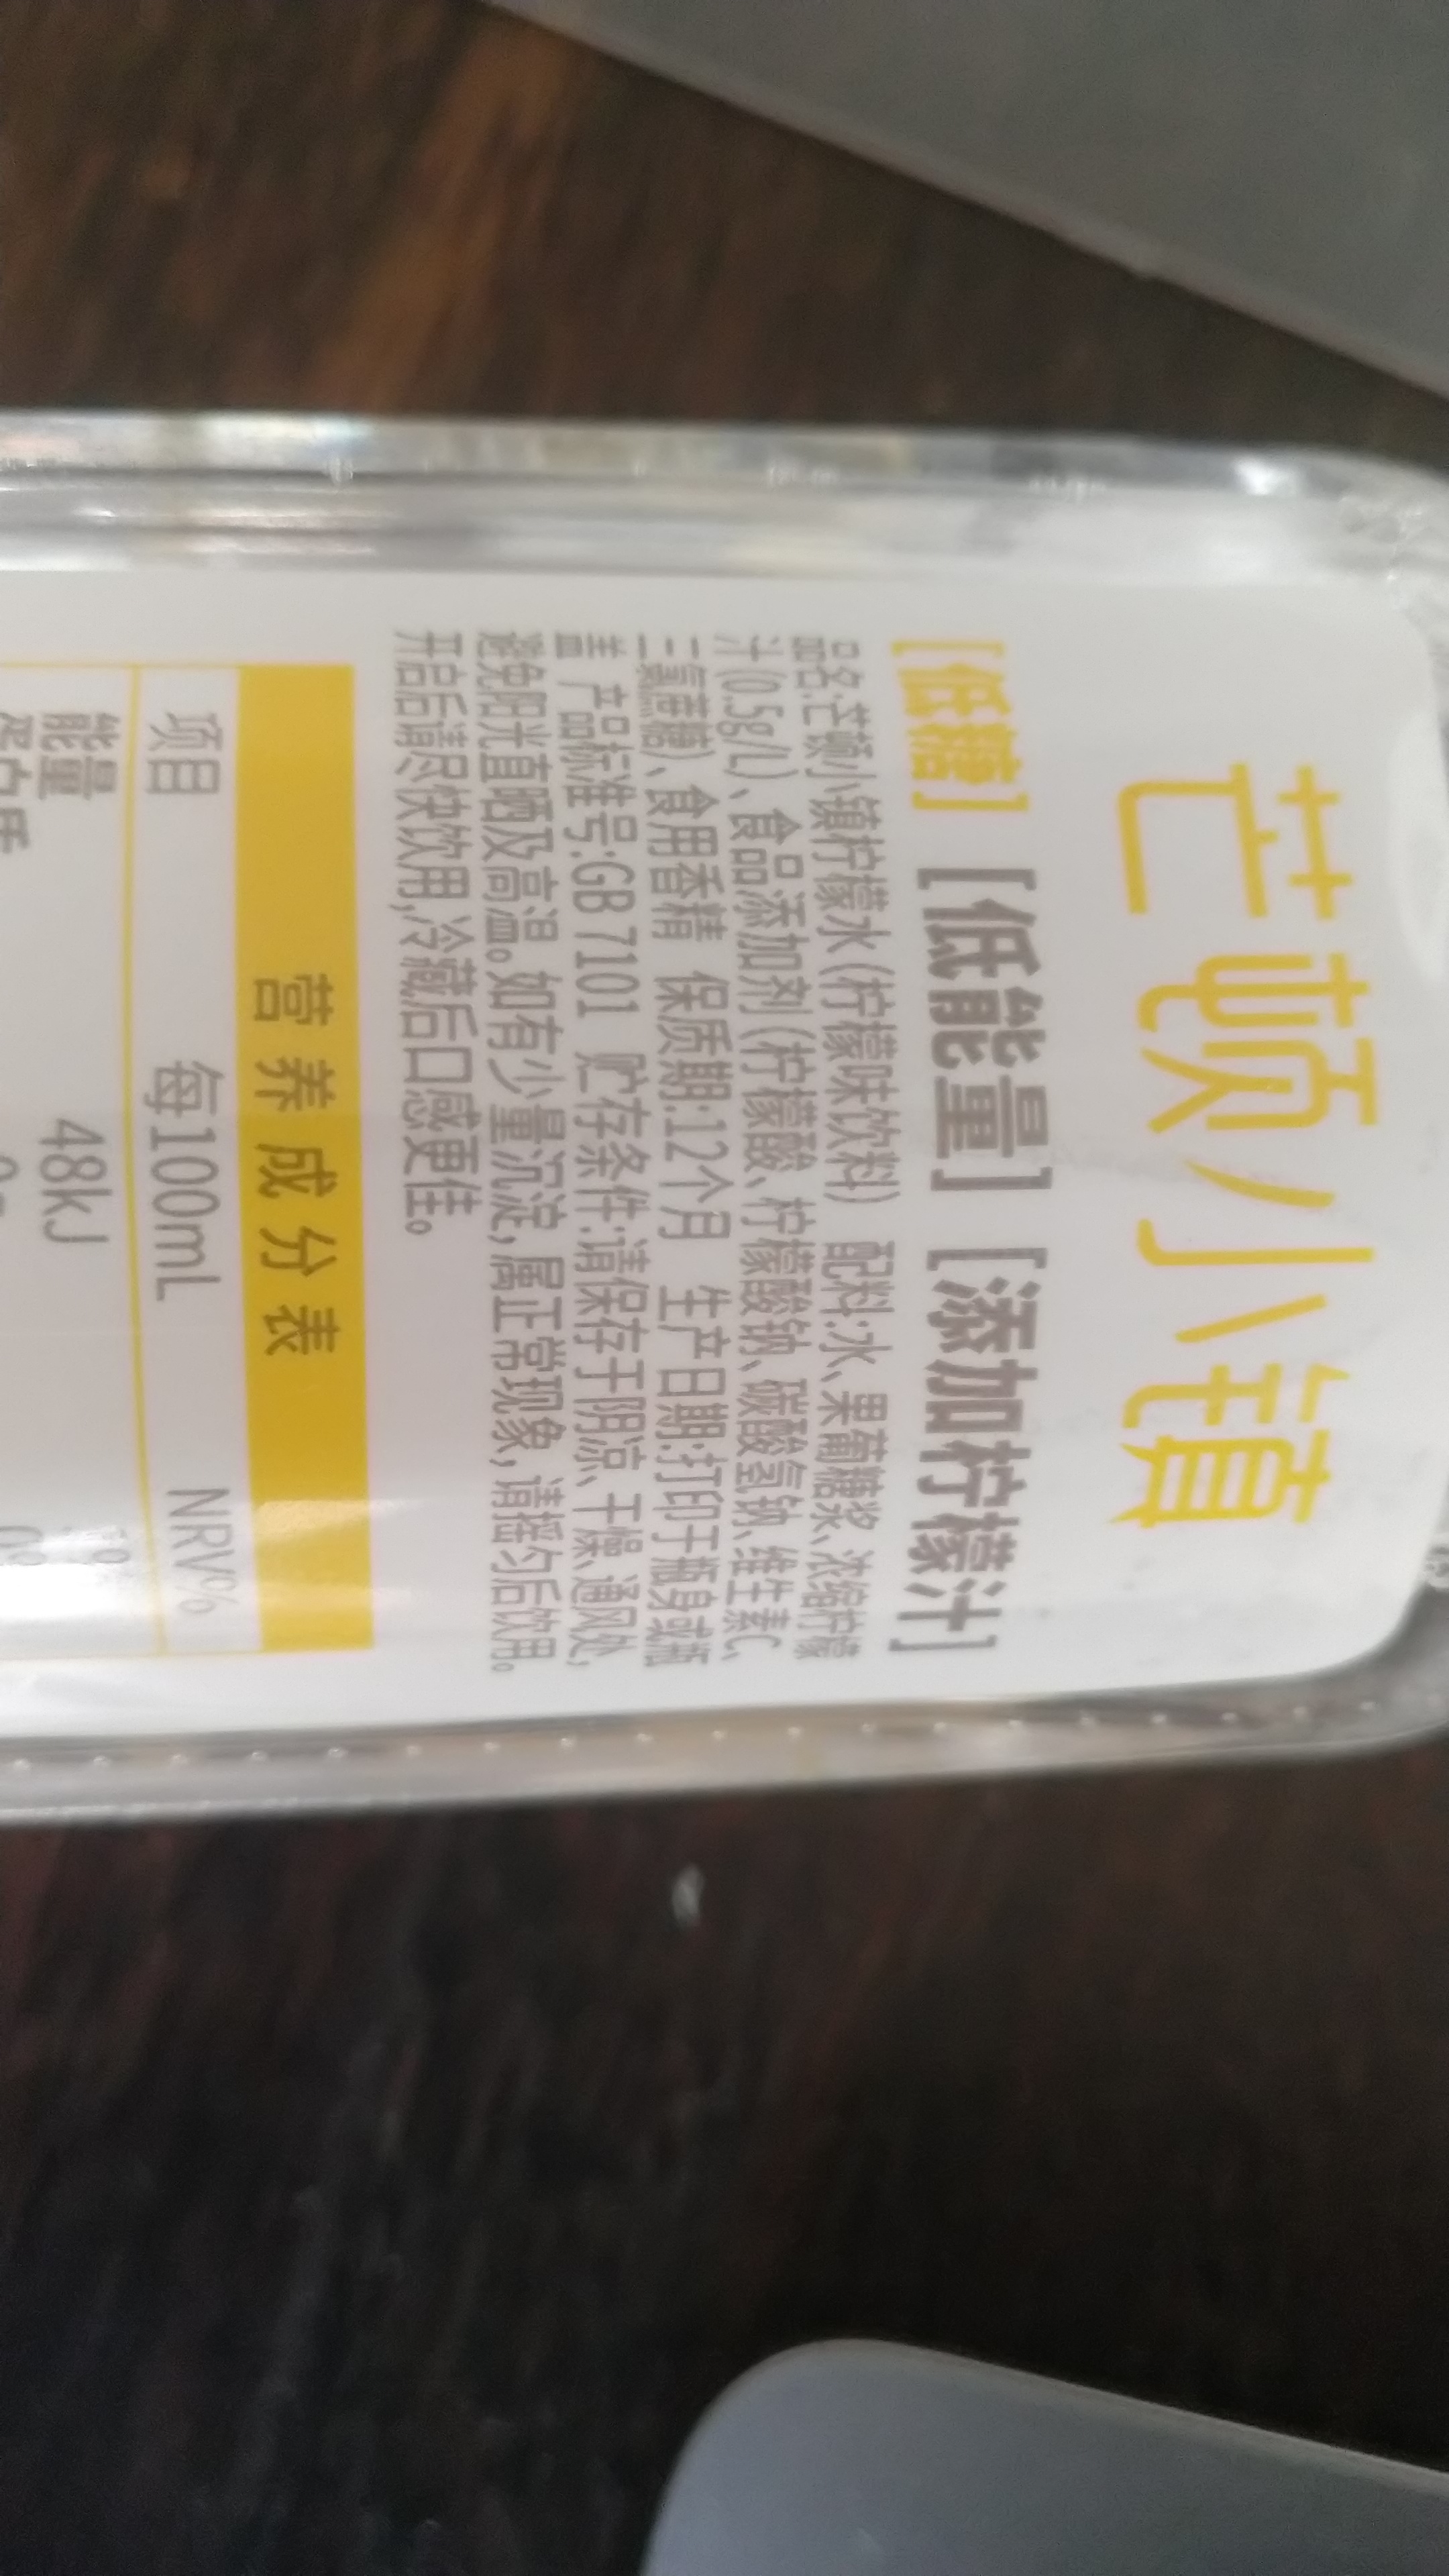 芒顿小镇
[低糖] [低能量] [添加柠檬汁]
品名:芒顿小镇柠檬水(柠檬味饮料) 配料:水、果葡糖浆、浓缩柠檬
汁(0.5g/L)、食品添加剂(柠檬酸、柠檬酸钠、碳酸氢钠、维生素C、
三氯蔗糖)、食用香精 保质期:12个月 生产日期:打印于瓶身或瓶
盖 产品标准号:GB 7101 贮存条件:请保存于阴凉、干燥、通风处,
避免阳光直晒及高温。如有少量沉淀,属正常现象,请摇匀后饮用。
开启后请尽快饮用,冷藏后口感更佳。
营养成分表
项目 每100mL NRV%
能量 48kJ